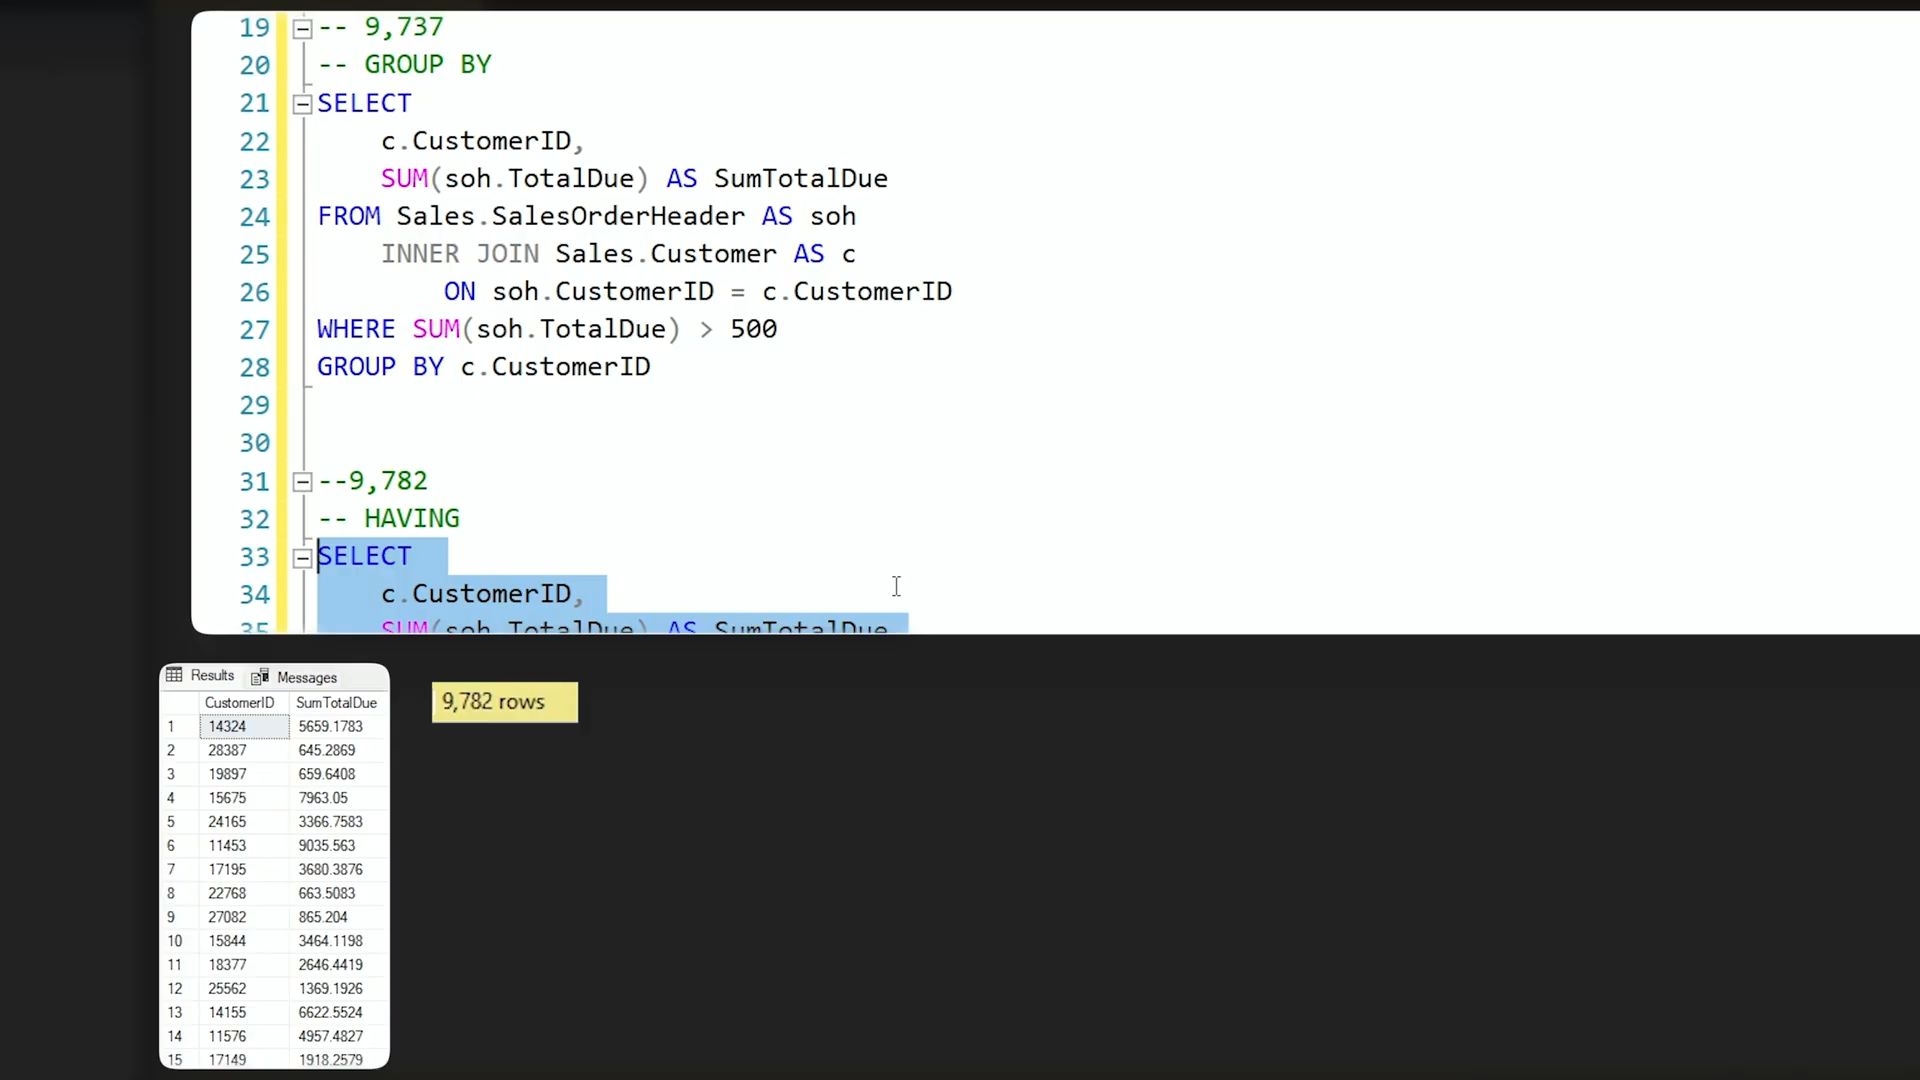 19 -- 9,737
20 -- GROUP BY
21 SELECT
22 c.CustomerID,
23 SUM(soh.TotalDue) AS SumTotalDue
24 FROM Sales.SalesOrderHeader AS soh
25 INNER JOIN Sales.Customer AS c
26 ON soh.CustomerID = c.CustomerID
27 WHERE SUM(soh.TotalDue) > 500
28 GROUP BY c.CustomerID
29
30
31 --9,782
32 -- HAVING
33 SELECT
34 c.CustomerID,
35 SUM(soh.TotalDue) AS SumTotalDue
Results Messages
9,782 rows
CustomerID SumTotalDue
1 14324 5659.1783
2 28387 645.2869
3 19897 659.6408
4 15675 7963.05
5 24165 3366.7583
6 11453 9035.563
7 17195 3680.3876
8 22768 663.5083
9 27082 865.204
10 15844 3464.1198
11 18377 2646.4419
12 25562 1369.1926
13 14155 6622.5524
14 11576 4957.4827
15 17149 1918.2579